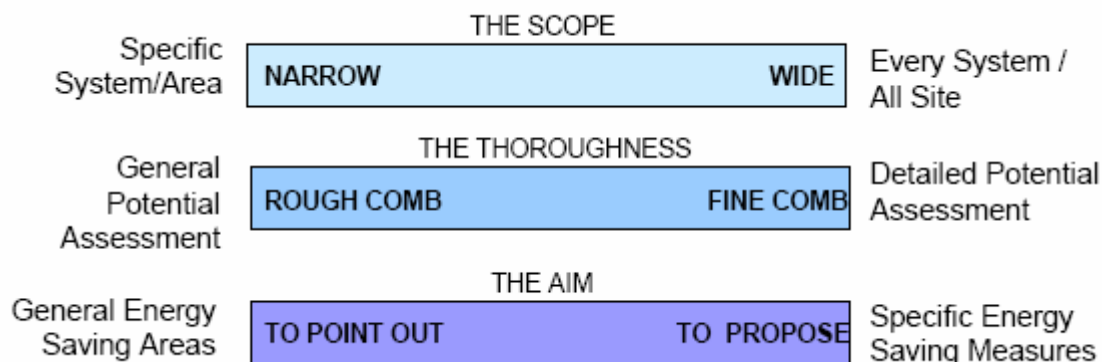 THE SCOPE
Specific
System/Area
NARROW WIDE
Every System /
All Site
THE THOROUGHNESS
General
Potential
Assessment
ROUGH COMB FINE COMB
Detailed Potential
Assessment
THE AIM
General Energy
Saving Areas
TO POINT OUT TO PROPOSE
Specific Energy
Saving Measures